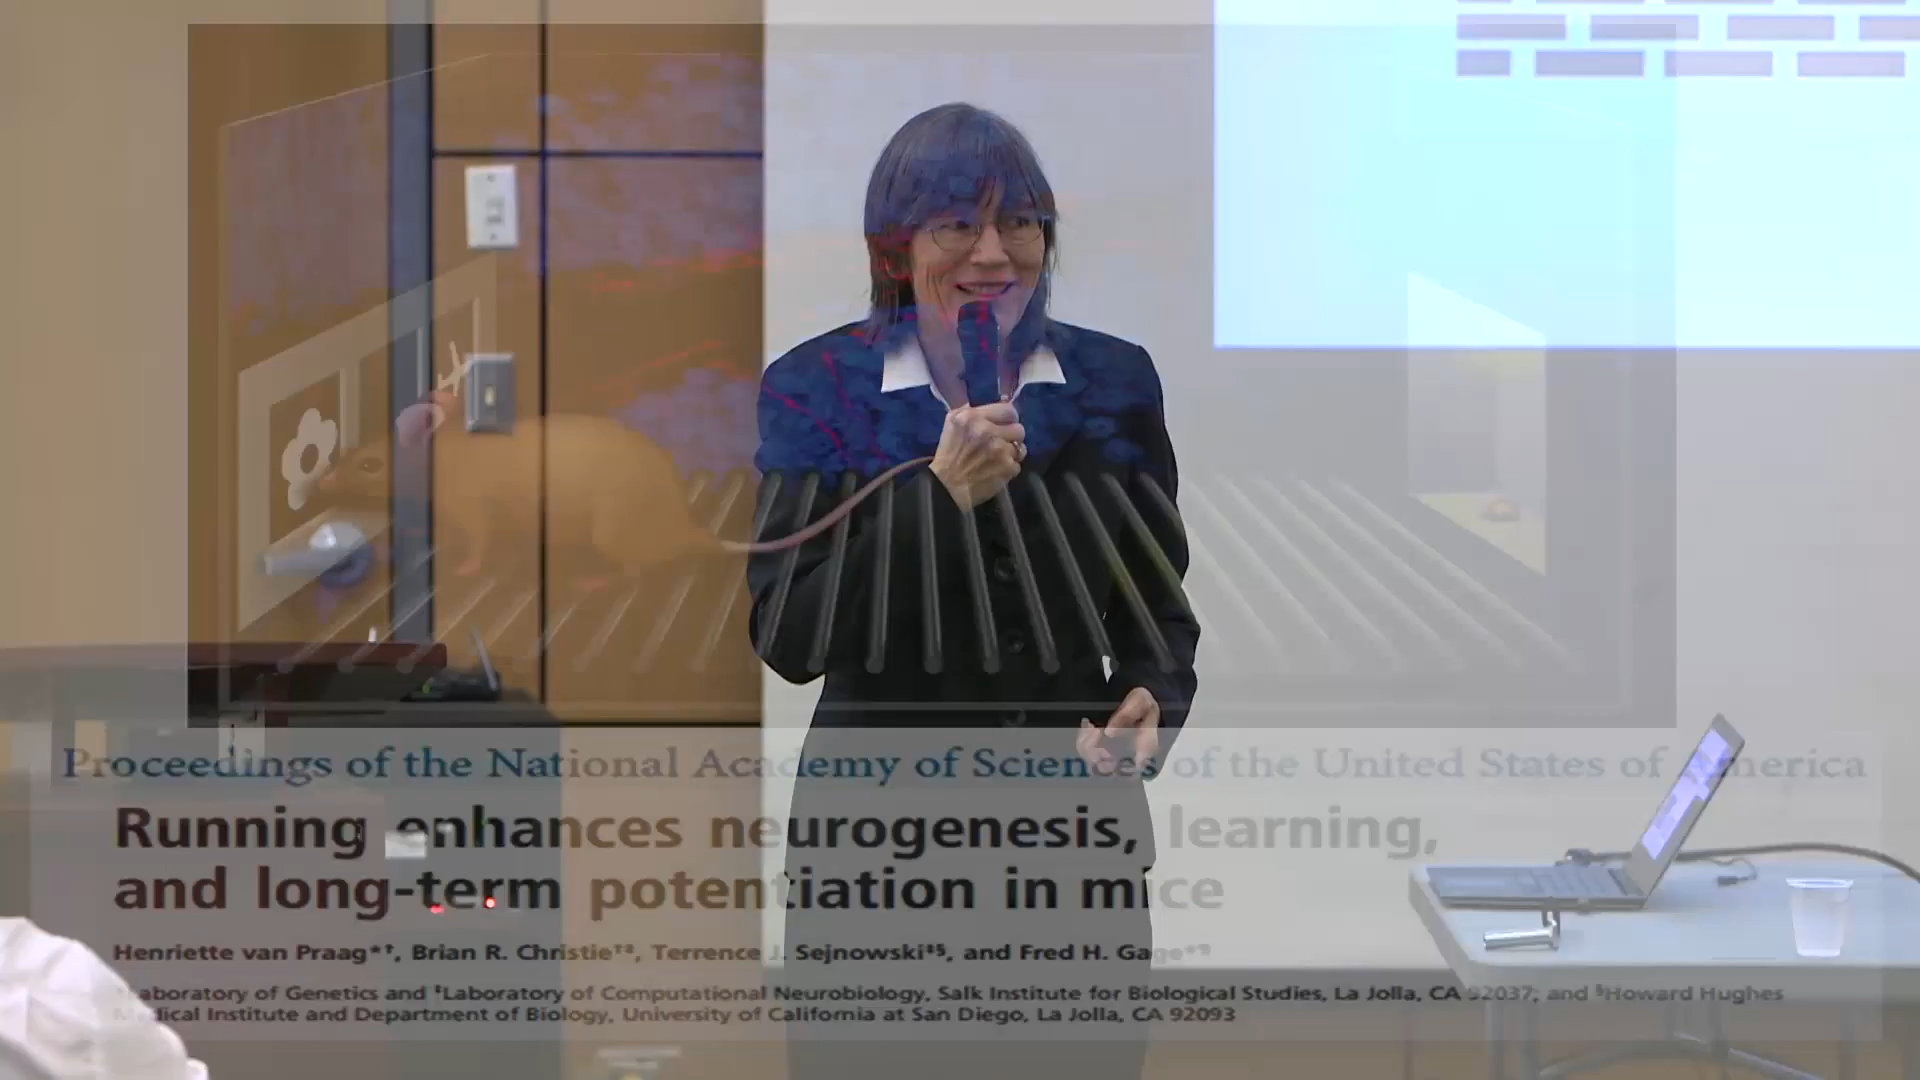 Proceedings of the National Academy of Sciences of the United States of America
Running enhances neurogenesis, learning,
and long-term potentiation in mice
Henriette van Praag*†, Brian R. Christie†‡, Terrence J. Sejnowski‡§, and Fred H. Gage*¶
*Laboratory of Genetics and ‡Laboratory of Computational Neurobiology, Salk Institute for Biological Studies, La Jolla, CA 92037; and §Howard Hughes
Medical Institute and Department of Biology, University of California at San Diego, La Jolla, CA 92093